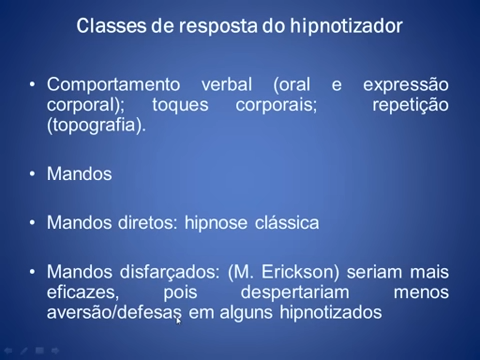 Classes de resposta do hipnotizador
• Comportamento verbal (oral e expressão
corporal); toques corporais; repetição
(topografia).
• Mandos
• Mandos diretos: hipnose clássica
• Mandos disfarçados: (M. Erickson) seriam mais
eficazes, pois despertariam menos
aversão/defesas em alguns hipnotizados